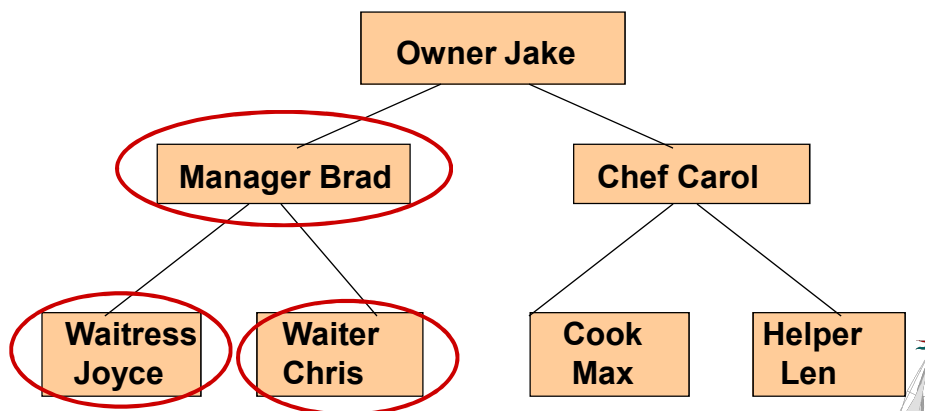 Owner Jake
Manager Brad
Chef Carol
Waitress
Joyce
Waiter
Chris
Cook
Max
Helper
Len